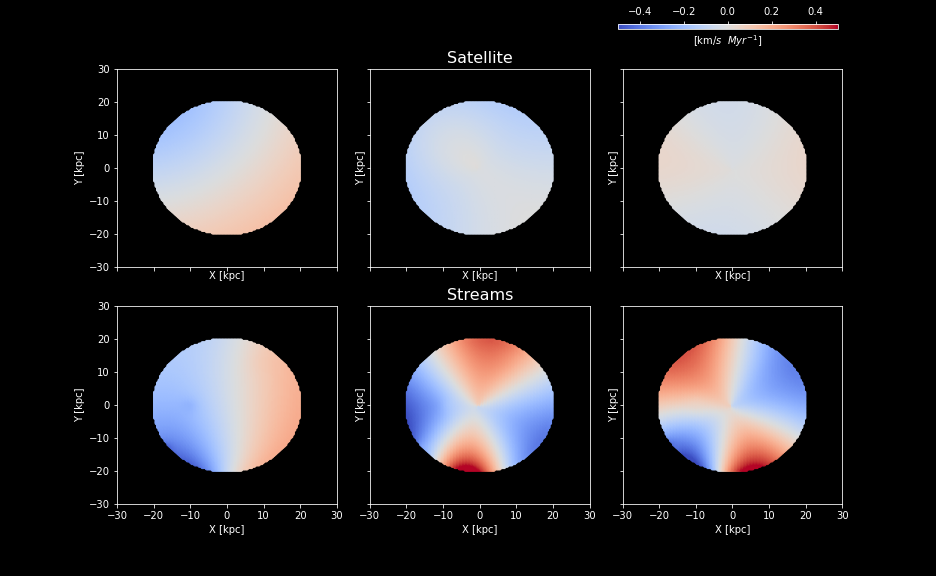 −0.4 −0.2 0.0 0.2 0.4
[km/s Myr⁻¹]
Satellite
30
20
10
0
−10
−20
−30
Y [kpc]
Y [kpc]
Y [kpc]
X [kpc] X [kpc] X [kpc]
Streams
30
20
10
0
−10
−20
−30
Y [kpc]
Y [kpc]
Y [kpc]
−30 −20 −10 0 10 20 30 −30 −20 −10 0 10 20 30 −30 −20 −10 0 10 20 30
X [kpc] X [kpc] X [kpc]